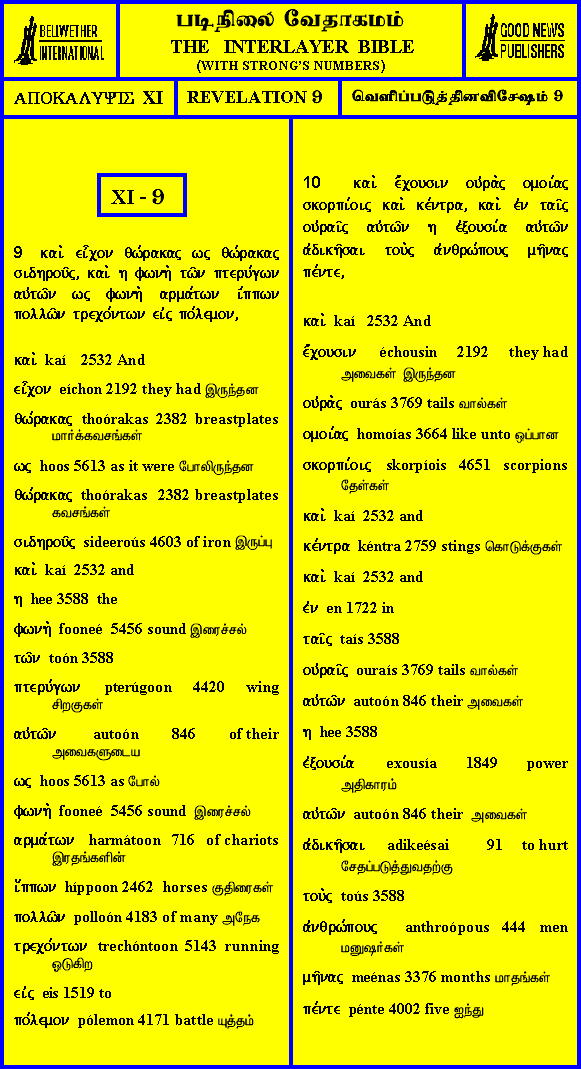 BELLWETHER
INTERNATIONAL
படிநிலை வேதாகமம்
THE INTERLAYER BIBLE
(WITH STRONG'S NUMBERS)
GOOD NEWS
PUBLISHERS
ΑΠΟΚΑΛΥΨΙΣ XI
REVELATION 9
வெளிப்படுத்தினவிசேஷம் 9
XI - 9
9 καὶ εἶχον θώρακας ως θώρακας
σιδηροῦς, καὶ η φωνὴ τῶν πτερύγων
αὐτῶν ως φωνὴ αρμάτων ἵππων
πολλῶν τρεχόντων εἰς πόλεμον,
καὶ kaí 2532 And
εἶχον eíchon 2192 they had இருந்தன
θώρακας thoórakas 2382 breastplates
மார்க்கவசங்கள்
ως hoos 5613 as it were போலிருந்தன
θώρακας thoórakas 2382 breastplates
கவசங்கள்
σιδηροῦς sideeroús 4603 of iron இருப்பு
καὶ kaí 2532 and
η hee 3588 the
φωνὴ fooneé 5456 sound இரைச்சல்
τῶν toón 3588
πτερύγων pterúgoon 4420 wing
சிறகுகள்
αὐτῶν autoón 846 of their
அவைகளுடைய
ως hoos 5613 as போல்
φωνὴ fooneé 5456 sound இரைச்சல்
αρμάτων harmátoon 716 of chariots
இரதங்களின்
ἵππων híppoon 2462 horses குதிரைகள்
πολλῶν polloón 4183 of many அநேக
τρεχόντων trechóntoon 5143 running
ஓடுகிற
εἰς eis 1519 to
πόλεμον pólemon 4171 battle யுத்தம்
10 καὶ ἔχουσιν οὐρὰς ομοίας
σκορπίοις καὶ κέντρα, καὶ ἐν ταῖς
οὐραῖς αὐτῶν η ἐξουσία αὐτῶν
ἀδικῆσαι τοὺς ἀνθρώπους μῆνας
πέντε,
καὶ kaí 2532 And
ἔχουσιν échousin 2192 they had
அவைகள் இருந்தன
οὐρὰς ourás 3769 tails வால்கள்
ομοίας homoías 3664 like unto ஒப்பான
σκορπίοις skorpíois 4651 scorpions
தேள்கள்
καὶ kaí 2532 and
κέντρα kéntra 2759 stings கொடுக்குகள்
καὶ kaí 2532 and
ἐν en 1722 in
ταῖς taís 3588
οὐραῖς ouraís 3769 tails வால்கள்
αὐτῶν autoón 846 their அவைகள்
η hee 3588
ἐξουσία exousía 1849 power
அதிகாரம்
αὐτῶν autoón 846 their அவைகள்
ἀδικῆσαι adikeésai 91 to hurt
சேதப்படுத்துவதற்கு
τοὺς toús 3588
ἀνθρώπους anthroópous 444 men
மனுஷர்கள்
μῆνας meénas 3376 months மாதங்கள்
πέντε pénte 4002 five ஐந்து